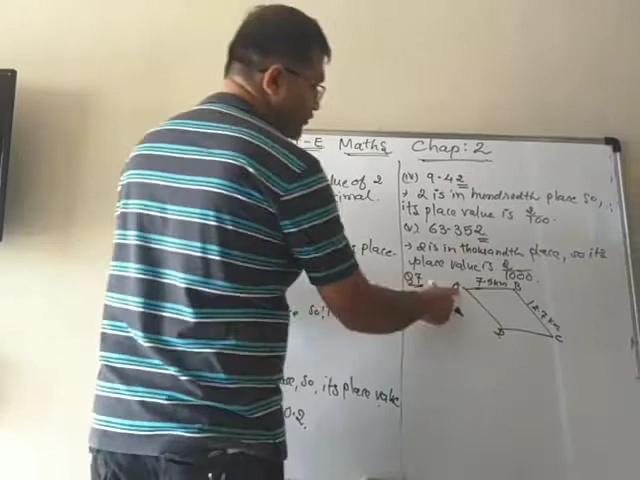 -E Maths Chap: 2
value of 2
imal.
place.
so, its place value
0.2
(iv) 9.42
→ 2 is in hundredth place so,
its place value is 2/100.
(v) 63.352
→ 2 is in thousandth place, so its
place value is 2/1000.
Q7
A 7.5km B
12.7km
D C